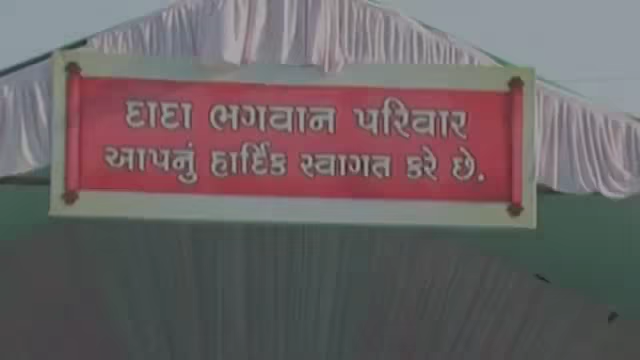 દાદા ભગવાન પરિવાર
આપનું હાર્દિક સ્વાગત કરે છે.